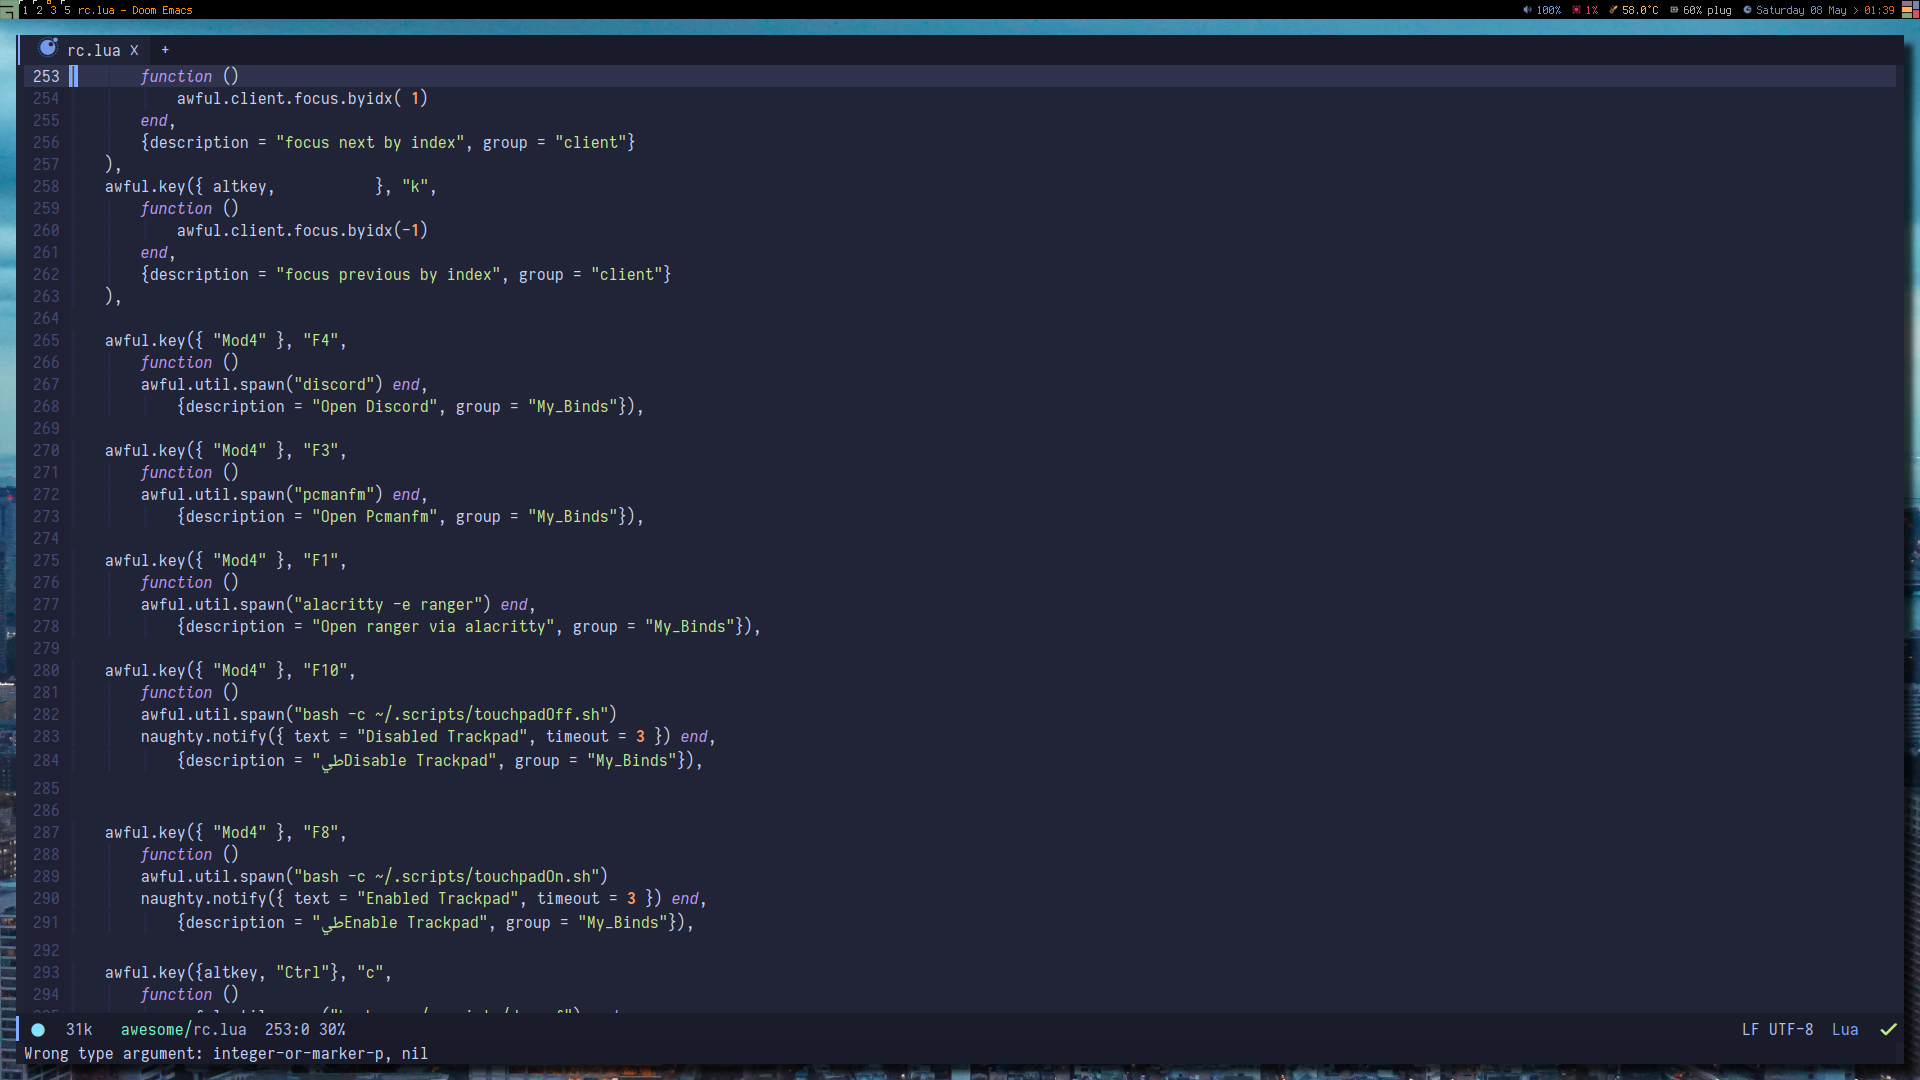 1 2 3 5 rc.lua - Doom Emacs
100% 1% 58.0°C 60% plug Saturday 08 May > 01:39
rc.lua X +
253 function ()
254 awful.client.focus.byidx( 1)
255 end,
256 {description = "focus next by index", group = "client"}
257 ),
258 awful.key({ altkey,           }, "k",
259 function ()
260 awful.client.focus.byidx(-1)
261 end,
262 {description = "focus previous by index", group = "client"}
263 ),
264
265 awful.key({ "Mod4" }, "F4",
266 function ()
267 awful.util.spawn("discord") end,
268 {description = "Open Discord", group = "My_Binds"}),
269
270 awful.key({ "Mod4" }, "F3",
271 function ()
272 awful.util.spawn("pcmanfm") end,
273 {description = "Open Pcmanfm", group = "My_Binds"}),
274
275 awful.key({ "Mod4" }, "F1",
276 function ()
277 awful.util.spawn("alacritty -e ranger") end,
278 {description = "Open ranger via alacritty", group = "My_Binds"}),
279
280 awful.key({ "Mod4" }, "F10",
281 function ()
282 awful.util.spawn("bash -c ~/.scripts/touchpadOff.sh")
283 naughty.notify({ text = "Disabled Trackpad", timeout = 3 }) end,
284 {description = "طيDisable Trackpad", group = "My_Binds"}),
285
286
287 awful.key({ "Mod4" }, "F8",
288 function ()
289 awful.util.spawn("bash -c ~/.scripts/touchpadOn.sh")
290 naughty.notify({ text = "Enabled Trackpad", timeout = 3 }) end,
291 {description = "طيEnable Trackpad", group = "My_Binds"}),
292
293 awful.key({altkey, "Ctrl"}, "c",
294 function ()
31k awesome/rc.lua 253:0 30% LF UTF-8 Lua
Wrong type argument: integer-or-marker-p, nil